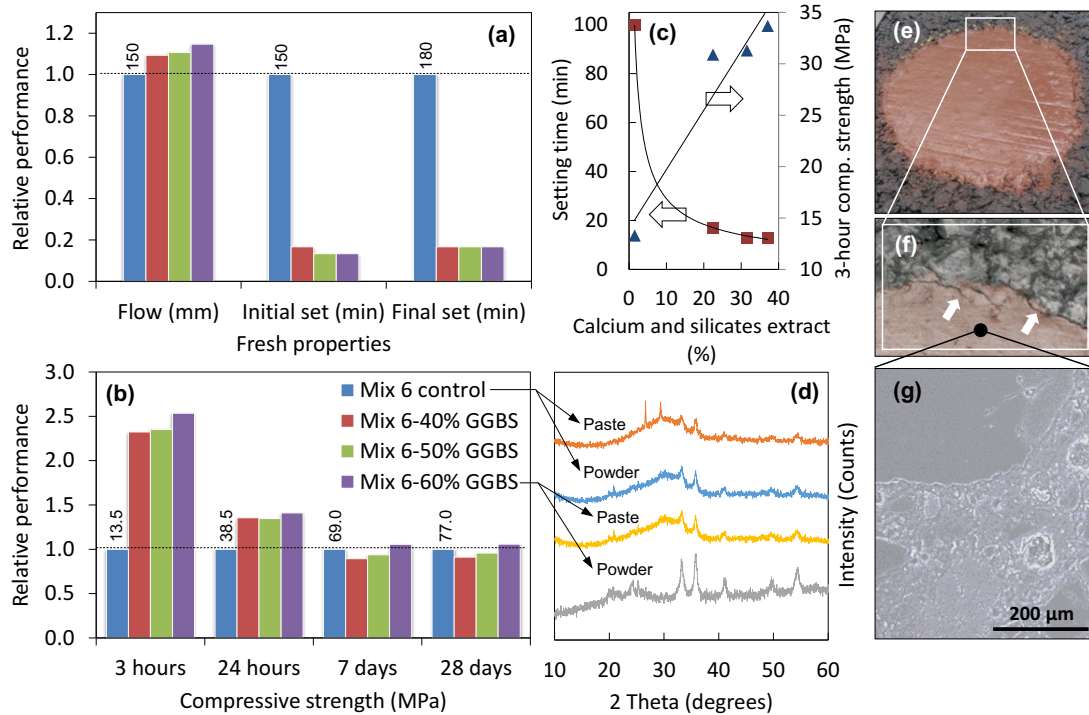 (a)
Relative performance
1.2
1.0
0.8
0.6
0.4
0.2
0.0
150
150
180
Flow (mm) Initial set (min) Final set (min)
Fresh properties
(c)
Setting time (min)
100
80
60
40
20
0
3-hour comp. strength (MPa)
35
30
25
20
15
10
0 10 20 30 40
Calcium and silicates extract
(%)
(e)
(f)
(b)
Relative performance
3.0
2.5
2.0
1.5
1.0
0.5
0.0
Mix 6 control
Mix 6-40% GGBS
Mix 6-50% GGBS
Mix 6-60% GGBS
13.5
38.5
69.0
77.0
3 hours 24 hours 7 days 28 days
Compressive strength (MPa)
(d)
Paste
Powder
Paste
Powder
Intensity (Counts)
10 20 30 40 50 60
2 Theta (degrees)
(g)
200 µm